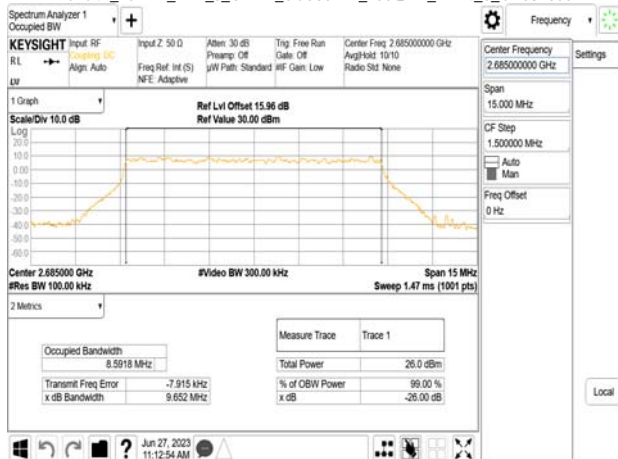 Spectrum Analyzer 1
Occupied BW
Frequency
KEYSIGHT
RL
LV
Input: RF
Coupling: DC
Align: Auto
Input Z: 50 Ω
Freq Ref: Int (S)
NFE: Adaptive
Atten: 30 dB
Preamp: Off
µW Path: Standard
Trig: Free Run
Gate: Off
#IF Gain: Low
Center Freq: 2.685000000 GHz
Avg|Hold: 10/10
Radio Std: None
Center Frequency
2.685000000 GHz
Settings
Span
15.000 MHz
CF Step
1.500000 MHz
Auto
Man
Freq Offset
0 Hz
Local
1 Graph
Scale/Div 10.0 dB
Ref Lvl Offset 15.96 dB
Ref Value 30.00 dBm
Log
20.0
10.0
0.00
-10.0
-20.0
-30.0
-40.0
-50.0
-60.0
Center 2.685000 GHz
#Video BW 300.00 kHz
Span 15 MHz
#Res BW 100.00 kHz
Sweep 1.47 ms (1001 pts)
2 Metrics
Measure Trace
Trace 1
Occupied Bandwidth
8.5918 MHz
Total Power
26.0 dBm
Transmit Freq Error
-7.915 kHz
% of OBW Power
99.00 %
x dB Bandwidth
9.652 MHz
x dB
-26.00 dB
?
Jun 27, 2023
11:12:54 AM